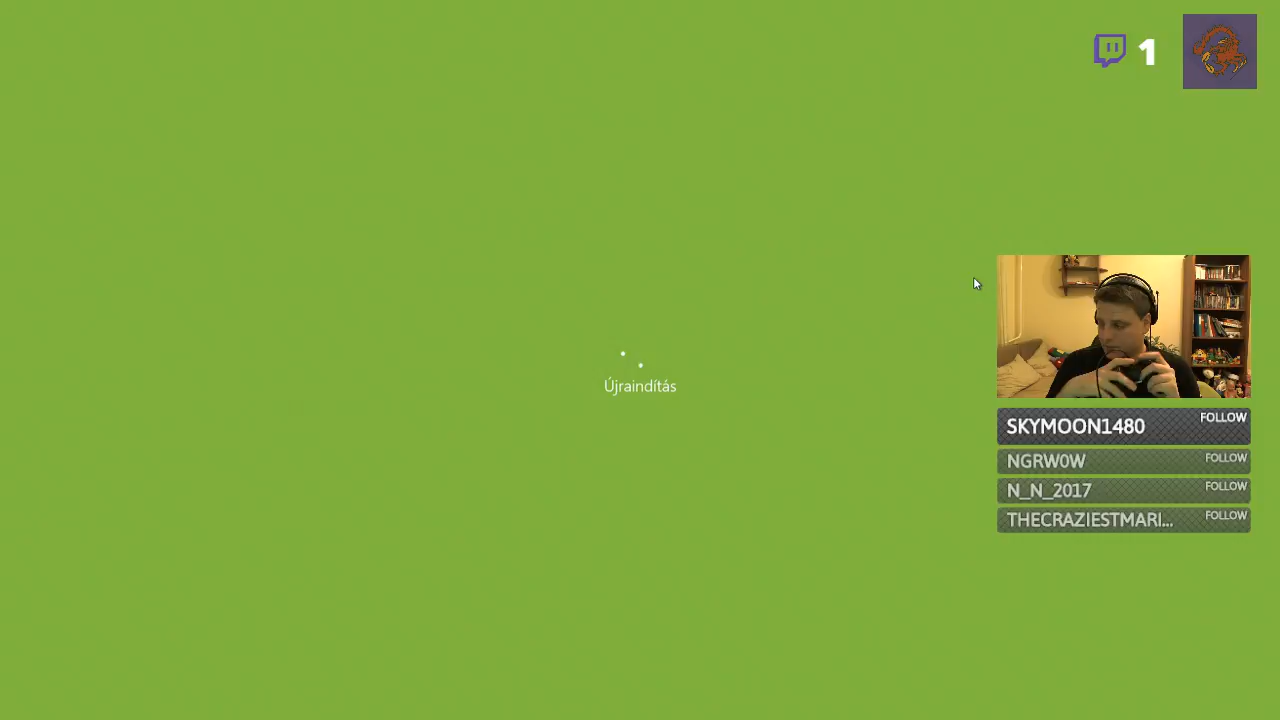 1
Újraindítás
SKYMOON1480 FOLLOW
NGRW0W FOLLOW
N_N_2017 FOLLOW
THECRAZIESTMARI... FOLLOW